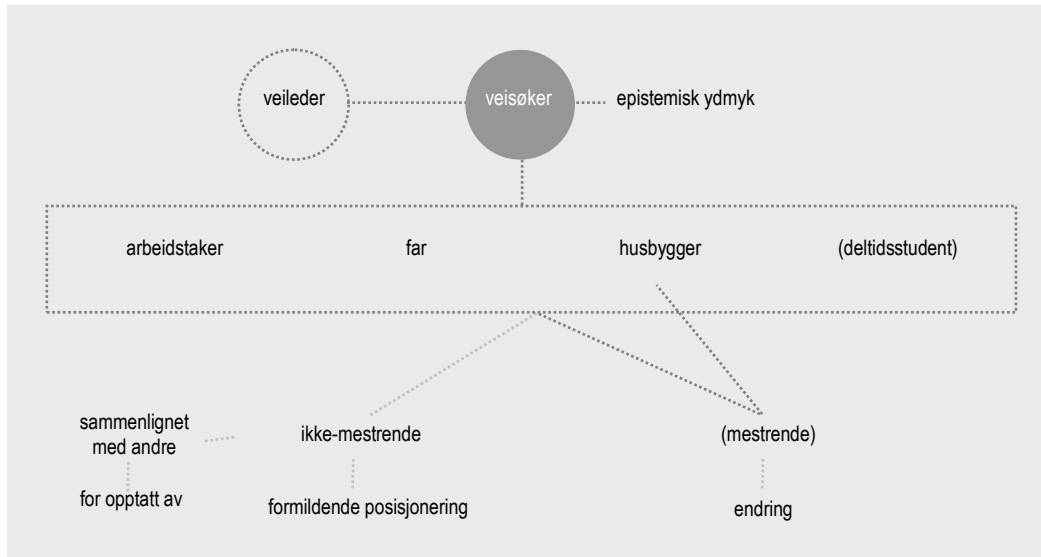 veileder
veisøker
epistemisk ydmyk
arbeidstaker
far
husbygger
(deltidsstudent)
sammenlignet
med andre
ikke-mestrende
(mestrende)
for opptatt av
formildende posisjonering
endring